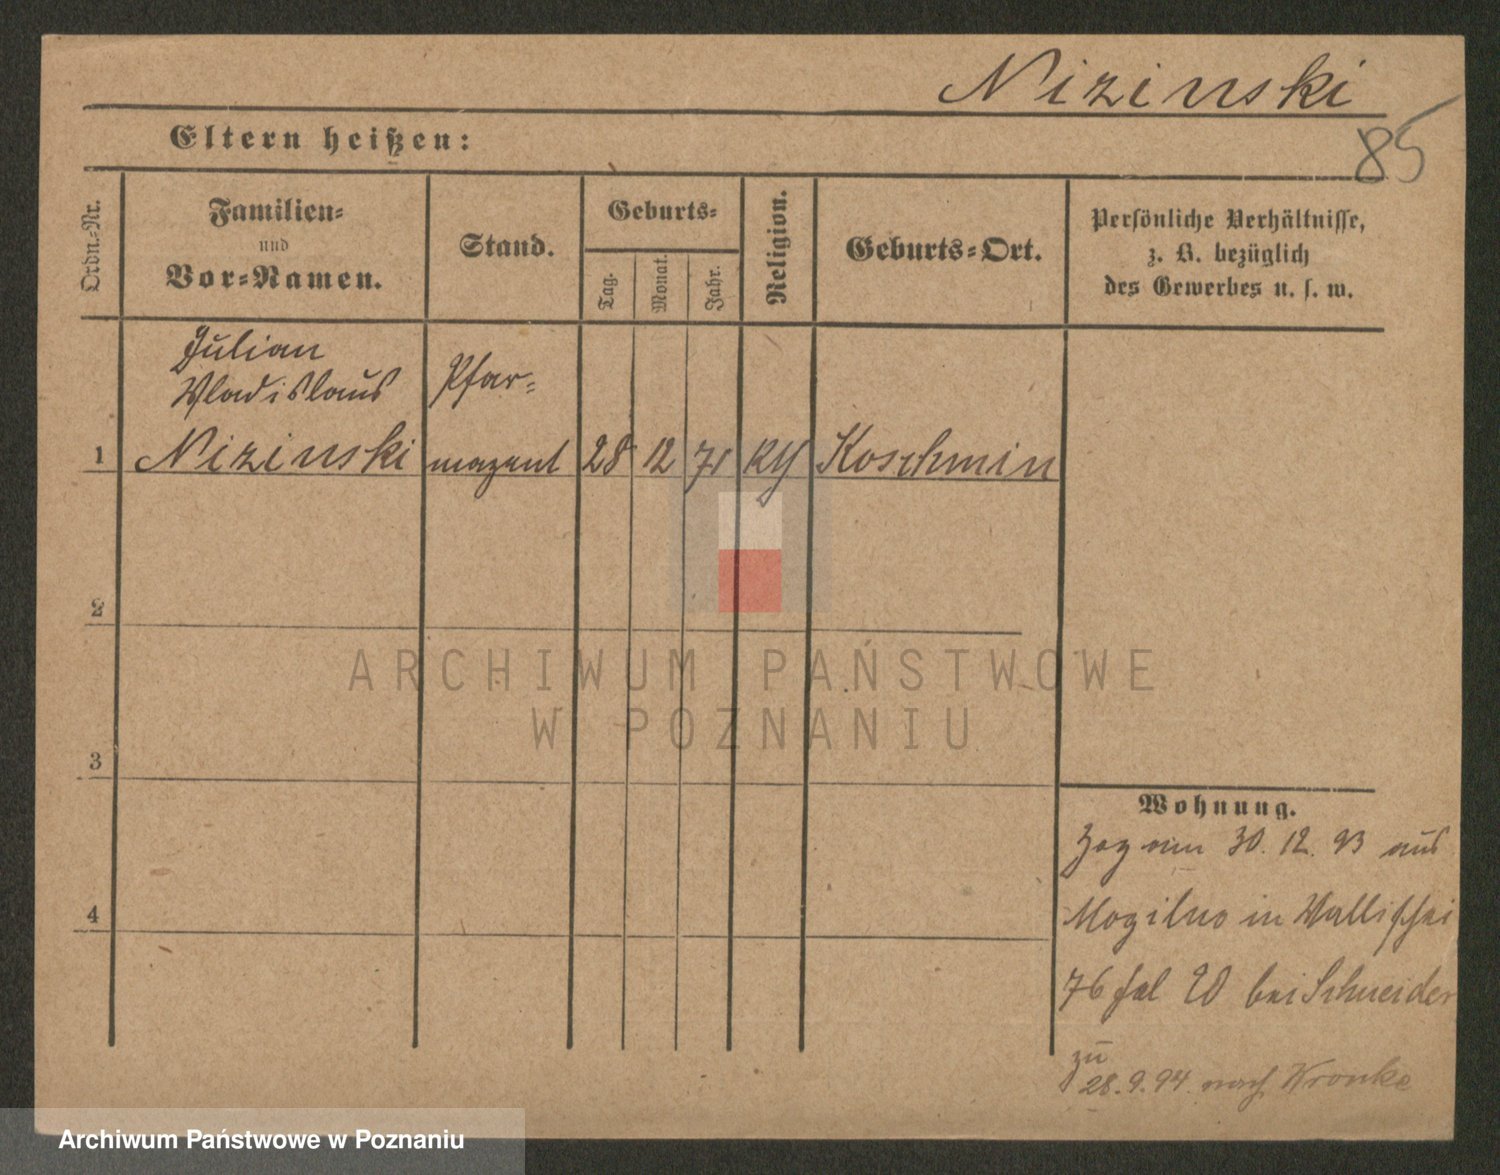 Nizinski
85
Eltern heißen:
Ordn.-Nr.
Familien-
und
Vor-Namen.
Stand.
Geburts-
Tag.
Monat.
Jahr.
Religion.
Geburts-Ort.
Persönliche Verhältnisse,
z. B. bezüglich
des Gewerbes u. s. w.
Julian
Wladislaus
Pfar-
1 Nizinski mazeut 28 12 71 Koschmin
2
3
4
Wohnung.
Zog am 30. 12. 93 aus
Mogilno in Wallischei
76 bei Schneider
zu
28.9.94 nach Wronke
ARCHIWUM PAŃSTWOWE
W POZNANIU
Archiwum Państwowe w Poznaniu